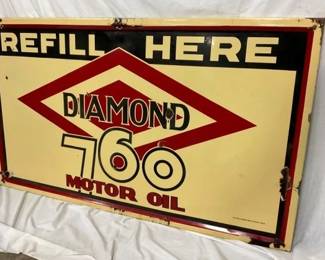 REFILL HERE
DIAMOND
760
MOTOR OIL